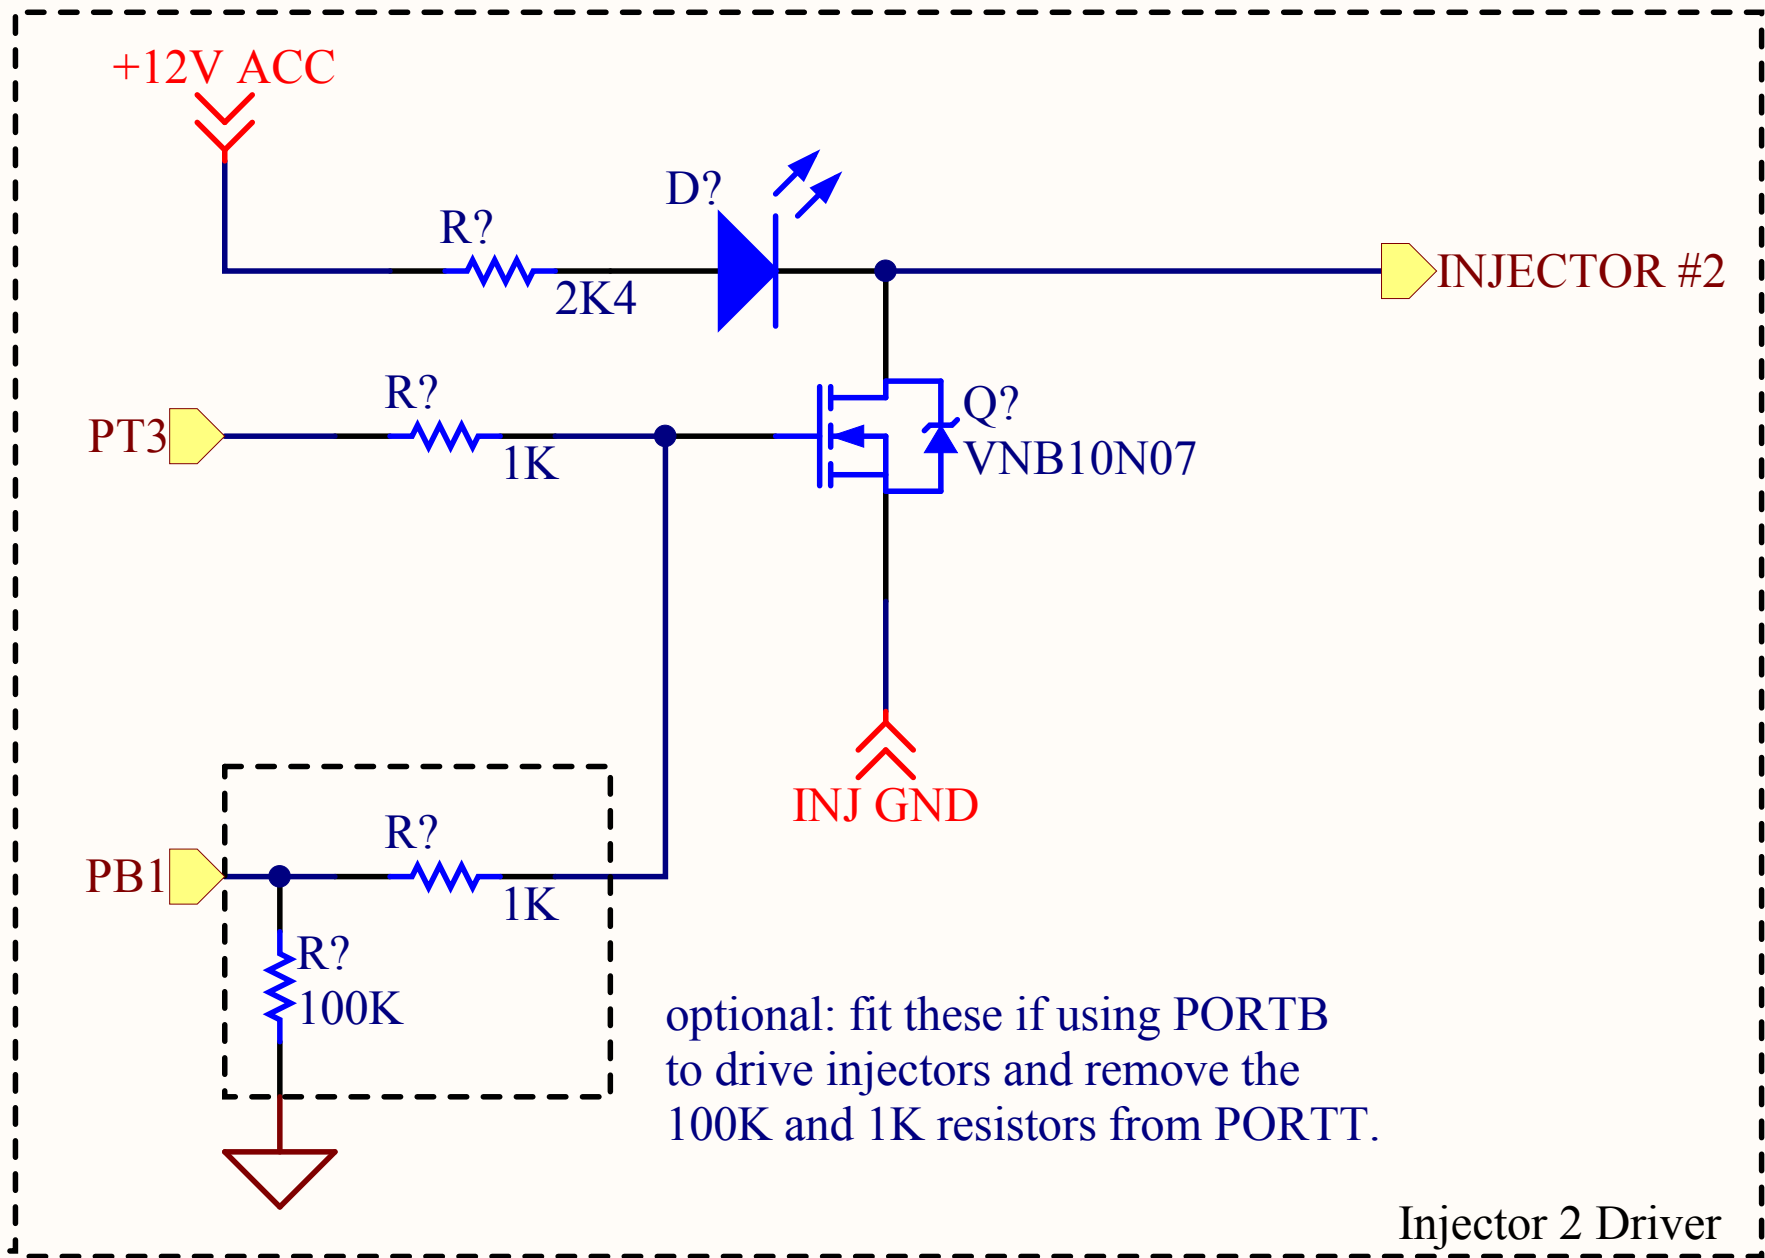 +12V ACC
D?
R?
2K4
INJECTOR #2
R?
PT3
1K
Q?
VNB10N07
INJ GND
R?
PB1
1K
R?
100K
optional: fit these if using PORTB
to drive injectors and remove the
100K and 1K resistors from PORTT.
Injector 2 Driver